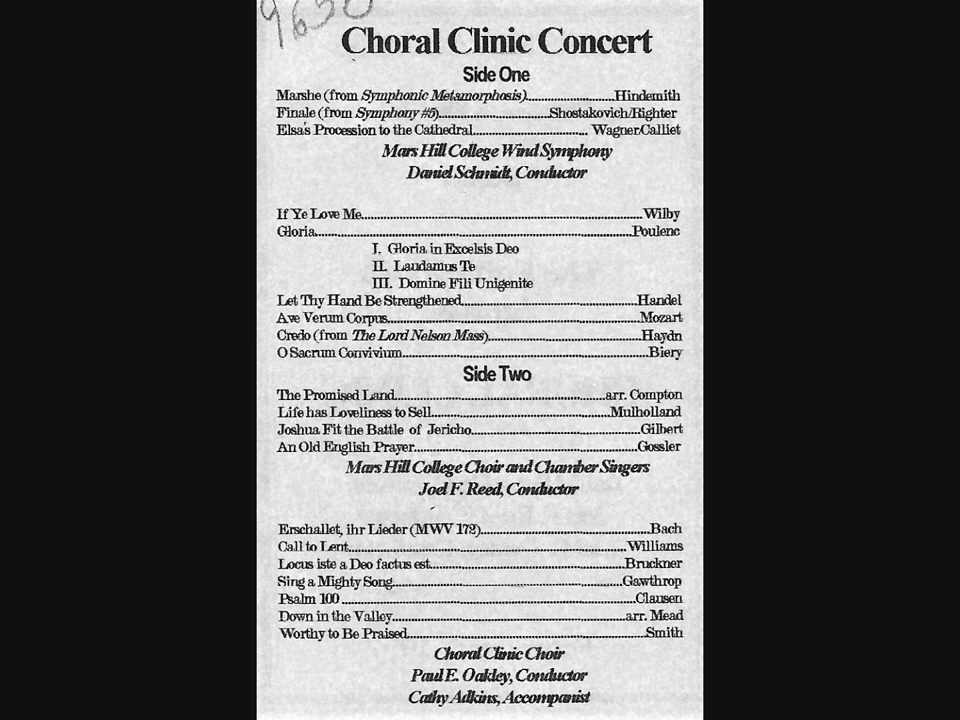 9650
Choral Clinic Concert
Side One
Marshe (from Symphonic Metamorphosis)........................Hindemith
Finale (from Symphony #5)..............................Shostakovich/Righter
Elsa's Procession to the Cathedral............................... Wagner/Calliet
Mars Hill College Wind Symphony
Daniel Schmidt, Conductor
If Ye Love Me.......................................................................Wilby
Gloria................................................................................Poulenc
I. Gloria in Excelsis Deo
II. Laudamus Te
III. Domine Fili Unigenite
Let Thy Hand Be Strengthened............................................Handel
Ave Verum Corpus...............................................................Mozart
Credo (from The Lord Nelson Mass)......................................Haydn
O Sacrum Convivium..............................................................Biery
Side Two
The Promised Land.....................................................arr. Compton
Life has Loveliness to Sell..............................................Mulholland
Joshua Fit the Battle of Jericho...........................................Gilbert
An Old English Prayer........................................................Gossler
Mars Hill College Choir and Chamber Singers
Joel F. Reed, Conductor
Erschallet, ihr Lieder (MWV 172)...........................................Bach
Call to Lent.......................................................................Williams
Locus iste a Deo factus est.................................................Bruckner
Sing a Mighty Song..........................................................Gawthrop
Psalm 100 .........................................................................Clausen
Down in the Valley...........................................................arr. Mead
Worthy to Be Praised............................................................Smith
Choral Clinic Choir
Paul E. Oakley, Conductor
Cathy Adkins, Accompanist